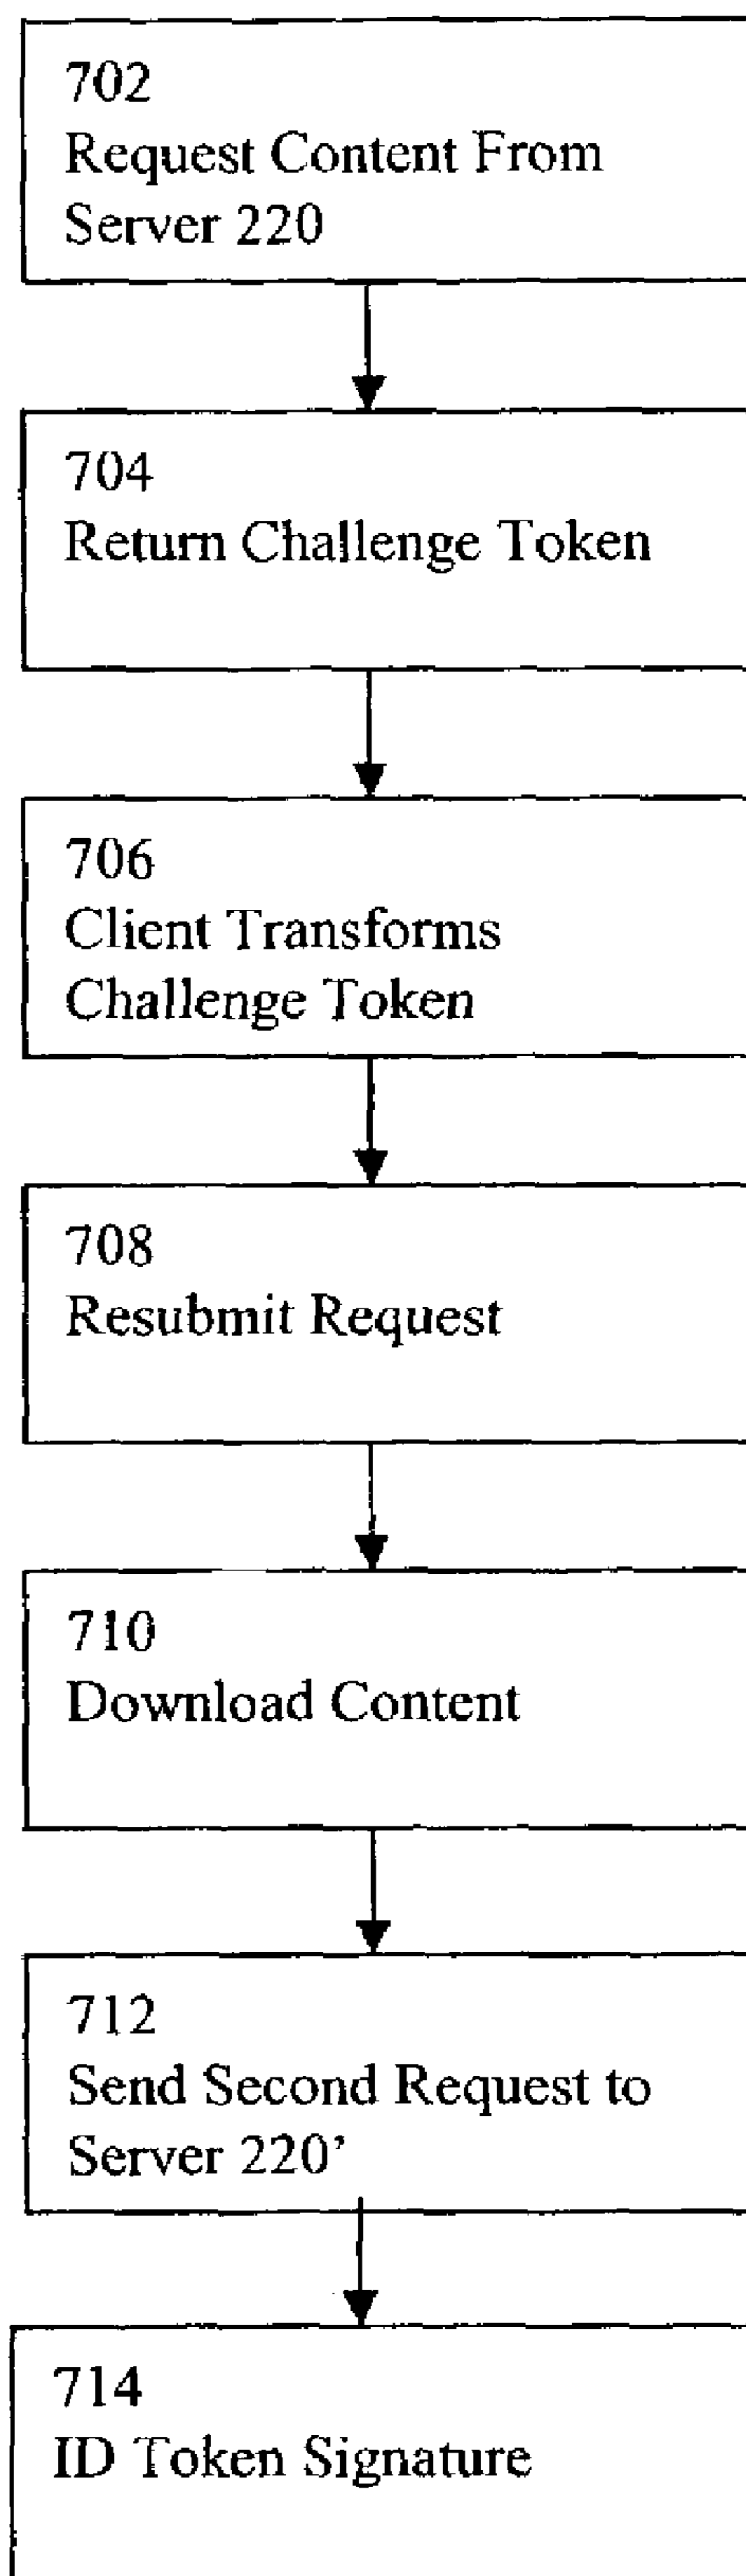 702
Request Content From
Server 220
704
Return Challenge Token
706
Client Transforms
Challenge Token
708
Resubmit Request
710
Download Content
712
Send Second Request to
Server 220’
714
ID Token Signature